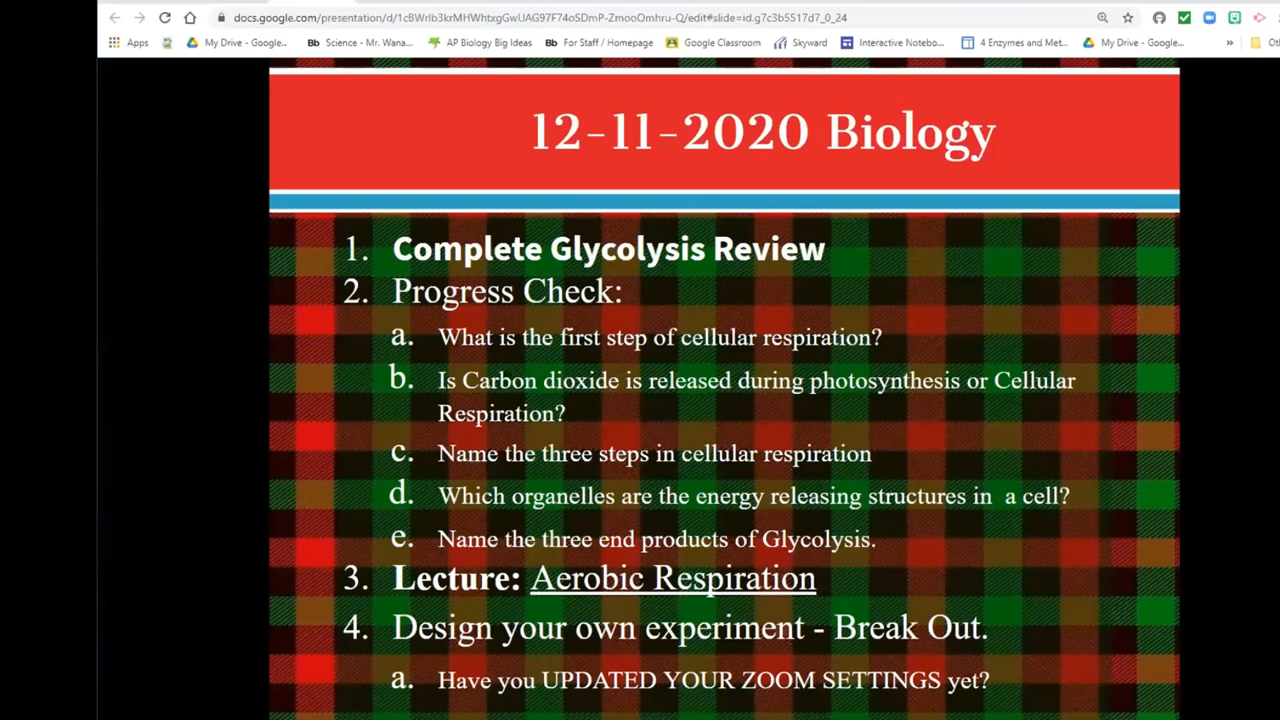 docs.google.com/presentation/d/1cBWrIb3krMHWhtxgGwUAG97F74oSDmP-ZmooOmhru-Q/edit#slide=id.g7c3b5517d7_0_24
Apps My Drive - Google... Bb Science - Mr. Wana... AP Biology Big Ideas Bb For Staff / Homepage Google Classroom Skyward Interactive Notebo... 4 Enzymes and Met... My Drive - Google... »
12-11-2020 Biology
1. Complete Glycolysis Review
2. Progress Check:
a. What is the first step of cellular respiration?
b. Is Carbon dioxide is released during photosynthesis or Cellular
Respiration?
c. Name the three steps in cellular respiration
d. Which organelles are the energy releasing structures in a cell?
e. Name the three end products of Glycolysis.
3. Lecture: Aerobic Respiration
4. Design your own experiment - Break Out.
a. Have you UPDATED YOUR ZOOM SETTINGS yet?